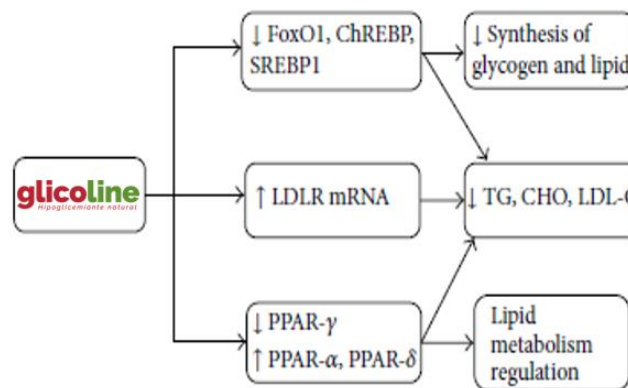 ↓ FoxO1, ChREBP,
SREBP1
↓ Synthesis of
glycogen and lipid
glicoline
Hipoglicemiante natural
↑ LDLR mRNA
↓ TG, CHO, LDL-C
↓ PPAR-γ
↑ PPAR-α, PPAR-δ
Lipid
metabolism
regulation